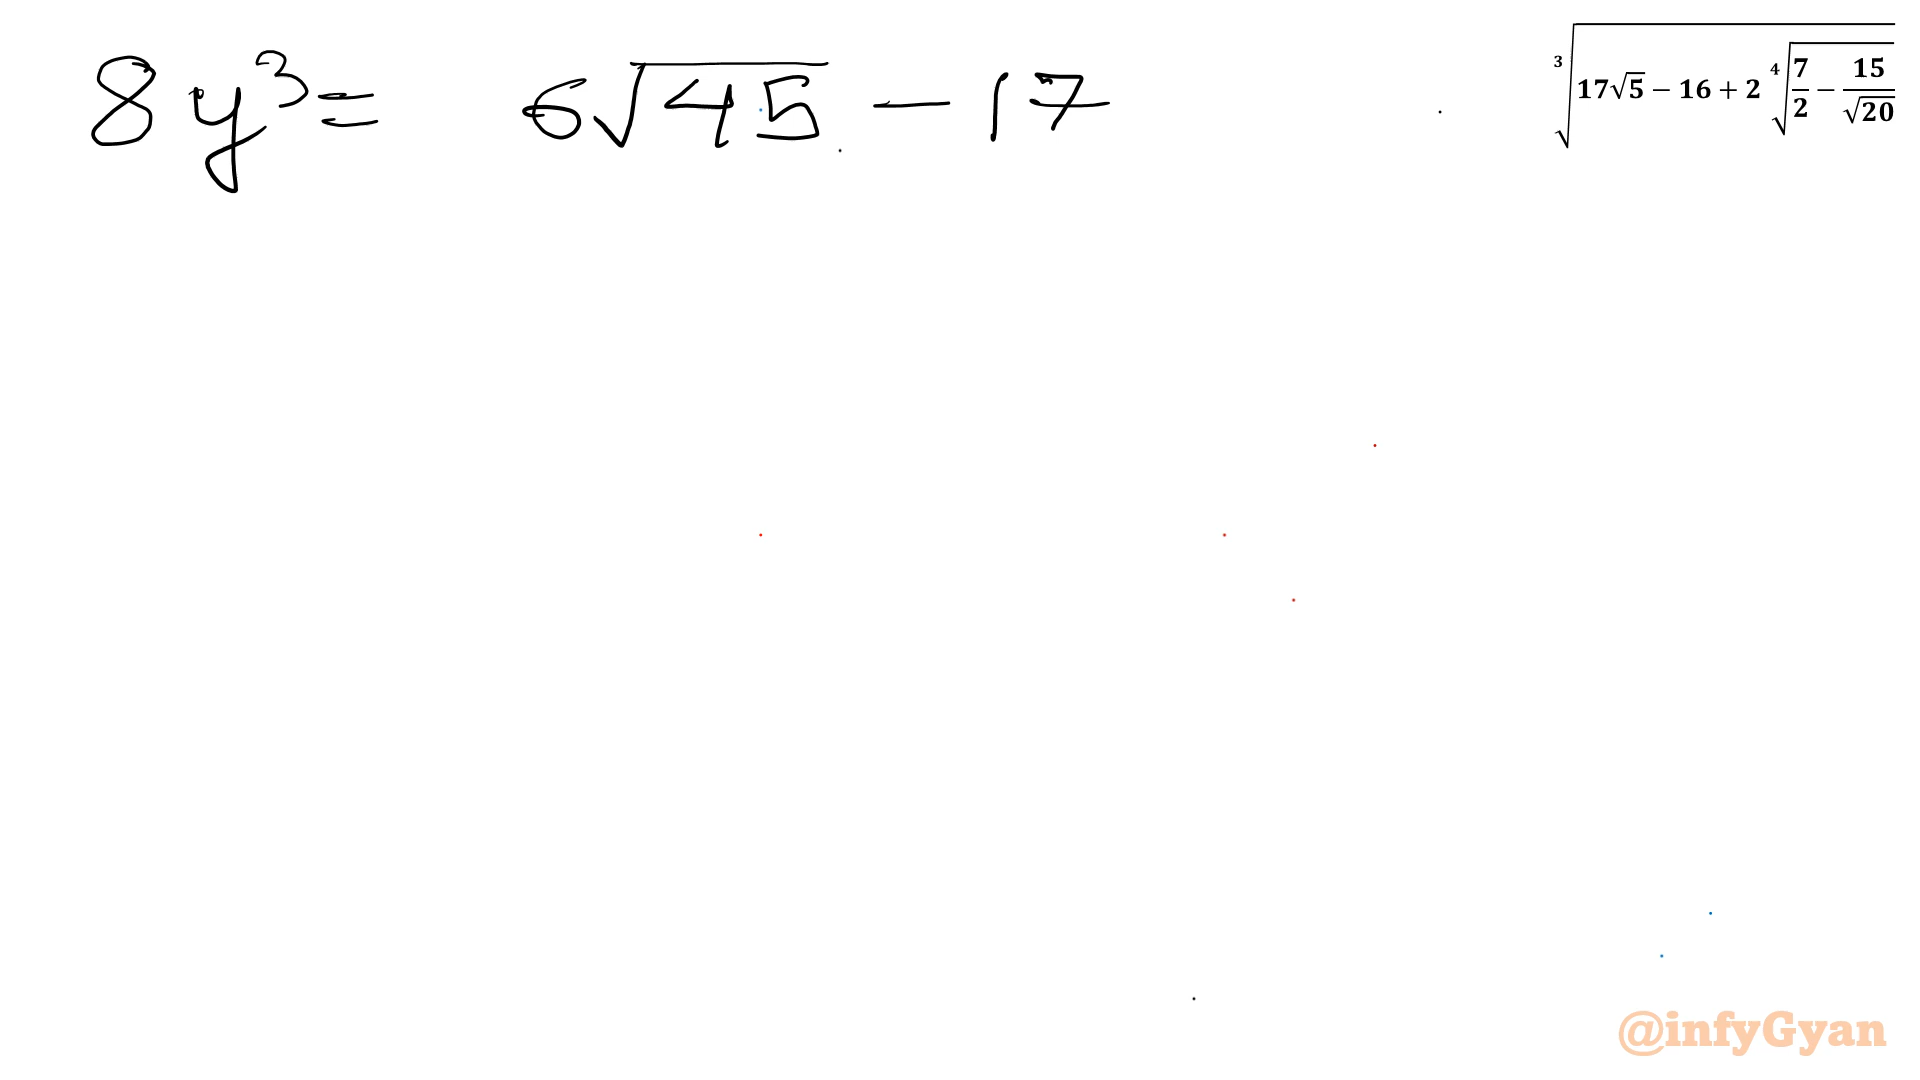 8y³ = 6√45 - 17
∛(17√5 − 16 + 2 ∜(7/2 − 15/√20))
@infyGyan